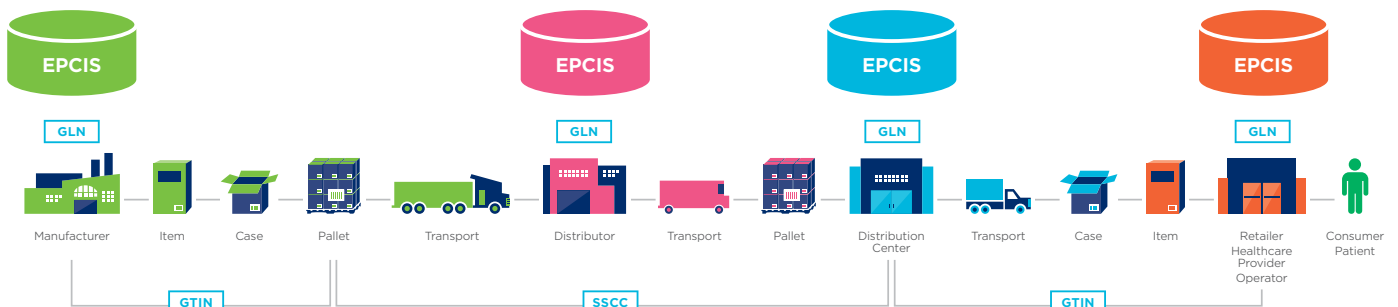 EPCIS EPCIS EPCIS EPCIS
GLN GLN GLN GLN
Manufacturer Item Case Pallet Transport Distributor Transport Pallet Distribution Transport Case Item Retailer Consumer
Center Healthcare Patient
Provider
Operator
GTIN SSCC GTIN